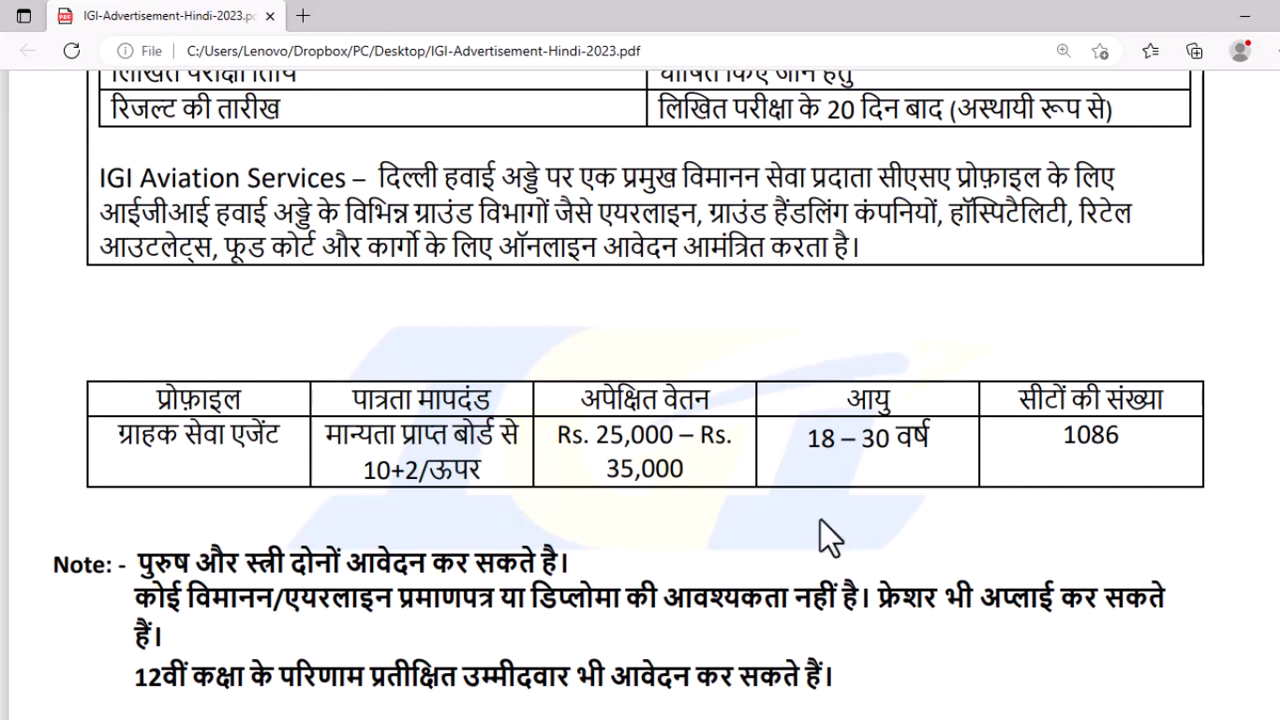 IGI-Advertisement-Hindi-2023.p
File C:/Users/Lenovo/Dropbox/PC/Desktop/IGI-Advertisement-Hindi-2023.pdf
लिखित परीक्षा तिथि घोषित किए जाने हेतु
रिजल्ट की तारीख लिखित परीक्षा के 20 दिन बाद (अस्थायी रूप से)
IGI Aviation Services – दिल्ली हवाई अड्डे पर एक प्रमुख विमानन सेवा प्रदाता सीएसए प्रोफ़ाइल के लिए
आईजीआई हवाई अड्डे के विभिन्न ग्राउंड विभागों जैसे एयरलाइन, ग्राउंड हैंडलिंग कंपनियों, हॉस्पिटैलिटी, रिटेल
आउटलेट्स, फूड कोर्ट और कार्गो के लिए ऑनलाइन आवेदन आमंत्रित करता है।
प्रोफ़ाइल पात्रता मापदंड अपेक्षित वेतन आयु सीटों की संख्या
ग्राहक सेवा एजेंट मान्यता प्राप्त बोर्ड से Rs. 25,000 – Rs. 18 – 30 वर्ष 1086
10+2/ऊपर 35,000
Note: - पुरुष और स्त्री दोनों आवेदन कर सकते है।
कोई विमानन/एयरलाइन प्रमाणपत्र या डिप्लोमा की आवश्यकता नहीं है। फ्रेशर भी अप्लाई कर सकते
हैं।
12वीं कक्षा के परिणाम प्रतीक्षित उम्मीदवार भी आवेदन कर सकते हैं।